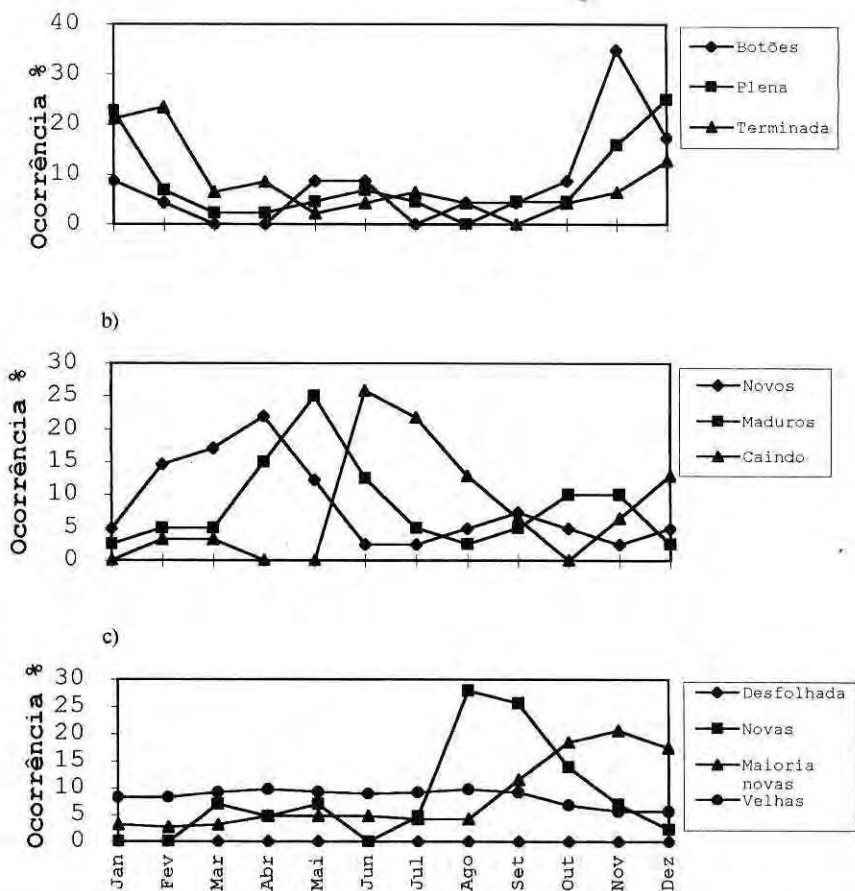 40
30
20
10
0
Ocorrência %
Botões
Plena
Terminada
b)
30
25
20
15
10
5
0
Ocorrência %
Novos
Maduros
Caindo
c)
30
25
20
15
10
5
0
Ocorrência %
Desfolhada
Novas
Maioria
novas
Velhas
Jan
Fev
Mar
Abr
Mai
Jun
Jul
Ago
Set
Out
Nov
Dez